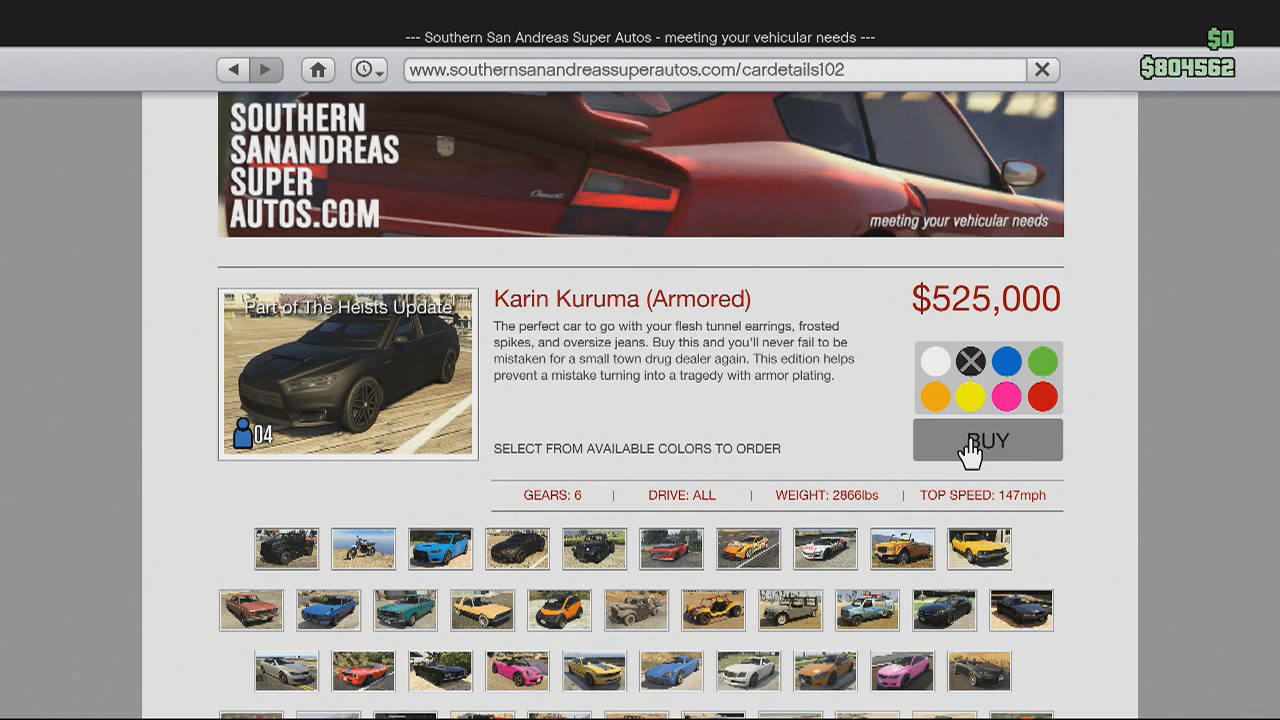 --- Southern San Andreas Super Autos - meeting your vehicular needs ---
$0
www.southernsanandreassuperautos.com/cardetails102
$804562
SOUTHERN
SANANDREAS
SUPER
AUTOS.COM
meeting your vehicular needs
Part of The Heists Update
04
Karin Kuruma (Armored)
$525,000
The perfect car to go with your flesh tunnel earrings, frosted
spikes, and oversize jeans. Buy this and you'll never fail to be
mistaken for a small town drug dealer again. This edition helps
prevent a mistake turning into a tragedy with armor plating.
SELECT FROM AVAILABLE COLORS TO ORDER
BUY
GEARS: 6 | DRIVE: ALL | WEIGHT: 2866lbs | TOP SPEED: 147mph